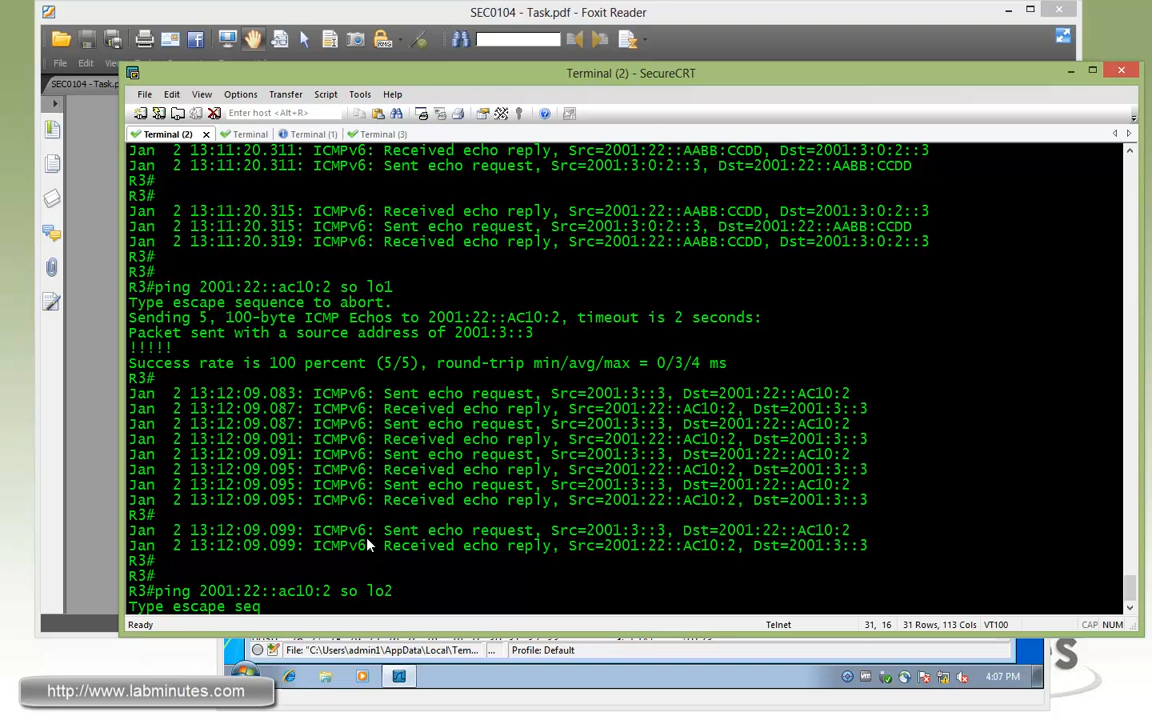 SEC0104 - Task.pdf - Foxit Reader
File Edit
SEC0104 - Task.p
Terminal (2) - SecureCRT
File Edit View Options Transfer Script Tools Help
Enter host <Alt+R>
Terminal (2) Terminal Terminal (1) Terminal (3)
Jan  2 13:11:20.311: ICMPv6: Received echo reply, Src=2001:22::AABB:CCDD, Dst=2001:3:0:2::3
Jan  2 13:11:20.311: ICMPv6: Sent echo request, Src=2001:3:0:2::3, Dst=2001:22::AABB:CCDD
R3#
R3#
Jan  2 13:11:20.315: ICMPv6: Received echo reply, Src=2001:22::AABB:CCDD, Dst=2001:3:0:2::3
Jan  2 13:11:20.315: ICMPv6: Sent echo request, Src=2001:3:0:2::3, Dst=2001:22::AABB:CCDD
Jan  2 13:11:20.319: ICMPv6: Received echo reply, Src=2001:22::AABB:CCDD, Dst=2001:3:0:2::3
R3#
R3#
R3#ping 2001:22::ac10:2 so lo1
Type escape sequence to abort.
Sending 5, 100-byte ICMP Echos to 2001:22::AC10:2, timeout is 2 seconds:
Packet sent with a source address of 2001:3::3
!!!!!
Success rate is 100 percent (5/5), round-trip min/avg/max = 0/3/4 ms
R3#
Jan  2 13:12:09.083: ICMPv6: Sent echo request, Src=2001:3::3, Dst=2001:22::AC10:2
Jan  2 13:12:09.087: ICMPv6: Received echo reply, Src=2001:22::AC10:2, Dst=2001:3::3
Jan  2 13:12:09.087: ICMPv6: Sent echo request, Src=2001:3::3, Dst=2001:22::AC10:2
Jan  2 13:12:09.091: ICMPv6: Received echo reply, Src=2001:22::AC10:2, Dst=2001:3::3
Jan  2 13:12:09.091: ICMPv6: Sent echo request, Src=2001:3::3, Dst=2001:22::AC10:2
Jan  2 13:12:09.095: ICMPv6: Received echo reply, Src=2001:22::AC10:2, Dst=2001:3::3
Jan  2 13:12:09.095: ICMPv6: Sent echo request, Src=2001:3::3, Dst=2001:22::AC10:2
Jan  2 13:12:09.095: ICMPv6: Received echo reply, Src=2001:22::AC10:2, Dst=2001:3::3
R3#
Jan  2 13:12:09.099: ICMPv6: Sent echo request, Src=2001:3::3, Dst=2001:22::AC10:2
Jan  2 13:12:09.099: ICMPv6: Received echo reply, Src=2001:22::AC10:2, Dst=2001:3::3
R3#
R3#
R3#ping 2001:22::ac10:2 so lo2
Type escape seq
Ready Telnet 31, 16 31 Rows, 113 Cols VT100 CAP NUM
File: "C:\Users\admin1\AppData\Local\Tem... ... Profile: Default
4:07 PM
http://www.labminutes.com